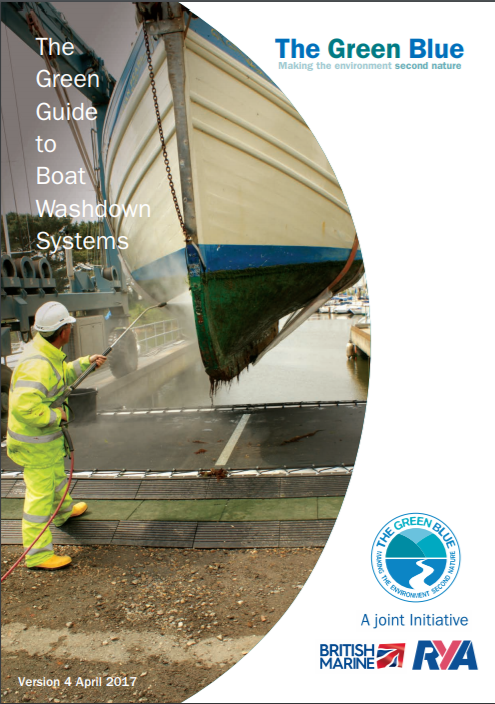 The
Green
Guide
to
Boat
Washdown
Systems
The Green Blue
Making the environment second nature
THE GREEN BLUE
MAKING THE ENVIRONMENT SECOND NATURE
A joint Initiative
BRITISH
MARINE
RYA
Version 4 April 2017